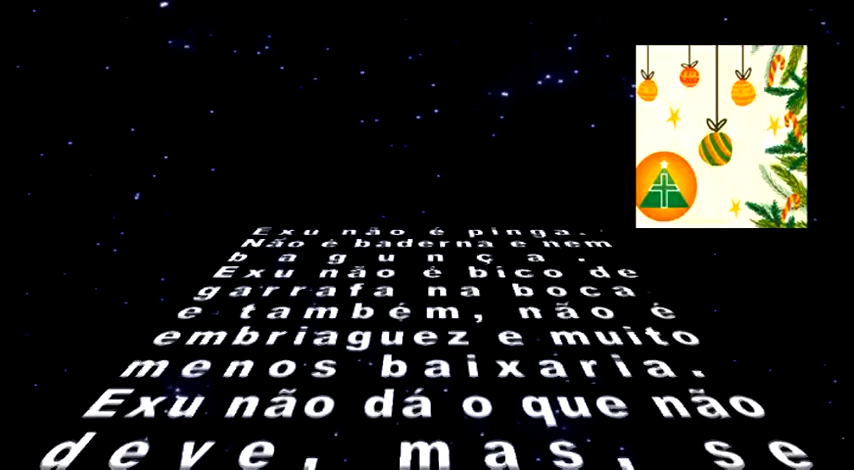 Exu não é pinga.
Não é baderna e nem
bagunça.
Exu não é bico de
garrafa na boca
e também, não é
embriaguez e muito
menos baixaria.
Exu não dá o que não
deve, mas, se